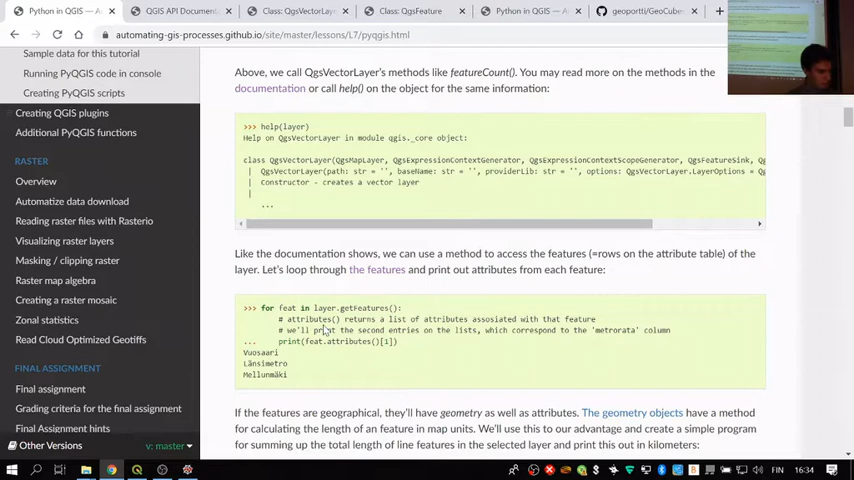 Python in QGIS —
QGIS API Documen
Class: QgsVectorLay
Class: QgsFeature
Python in QGIS —
geoportti/GeoCube
automating-gis-processes.github.io/site/master/lessons/L7/pyqgis.html
Sample data for this tutorial
Running PyQGIS code in console
Creating PyQGIS scripts
Creating QGIS plugins
Additional PyQGIS functions
RASTER
Overview
Automatize data download
Reading raster files with Rasterio
Visualizing raster layers
Masking / clipping raster
Raster map algebra
Creating a raster mosaic
Zonal statistics
Read Cloud Optimized Geotiffs
Final assignment
Final assignment
Grading criteria for the final assignment
Final assignment hints
Other Versions
v: master
Above, we call QgsVectorLayer's methods like featureCount(). You may read more on the methods in the
documentation or call help() on the object for the same information:
>>> help(layer)
Help on QgsVectorLayer in module qgis._core object:
class QgsVectorLayer(QgsMapLayer, QgsExpressionContextGenerator, QgsExpressionContextScopeGenerator, QgsFeatureSink, Qg
| QgsVectorLayer(path: str = '', baseName: str = '', providerLib: str = '', options: QgsVectorLayer.LayerOptions = Qg
| constructor - creates a vector layer
|
...
Like the documentation shows, we can use a method to access the features (=rows on the attribute table) of the
layer. Let's loop through the features and print out attributes from each feature:
>>> for feat in layer.getFeatures():
# attributes() returns a list of attributes assosiated with that feature
# we'll print the second entries on the lists, which correspond to the 'metrorata' column
... print(feat.attributes()[1])
Vuosaari
Länsimetro
Mellunmäki
If the features are geographical, they'll have geometry as well as attributes. The geometry objects have a method
for calculating the length of an feature in map units. We'll use this to our advantage and create a simple program
for summing up the total length of line features in the selected layer and print this out in kilometers:
FIN
16:34